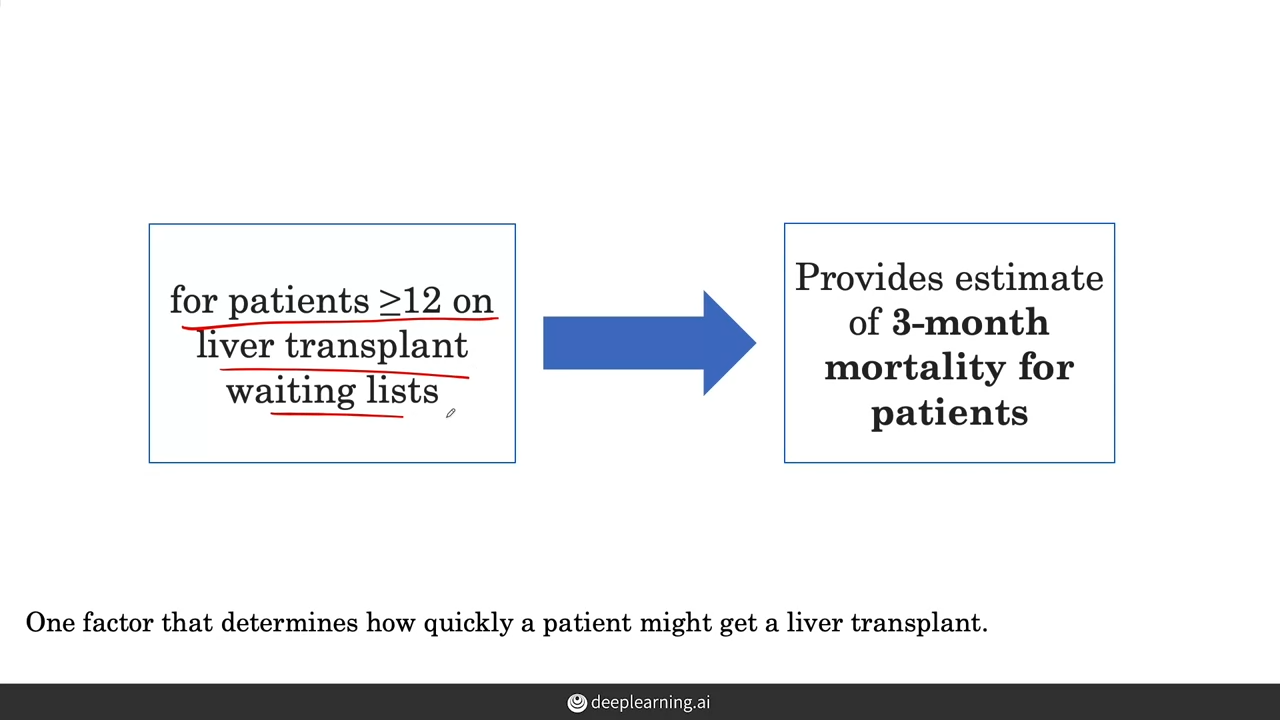 for patients ≥12 on
liver transplant
waiting lists
Provides estimate
of 3-month
mortality for
patients
One factor that determines how quickly a patient might get a liver transplant.
deeplearning.ai